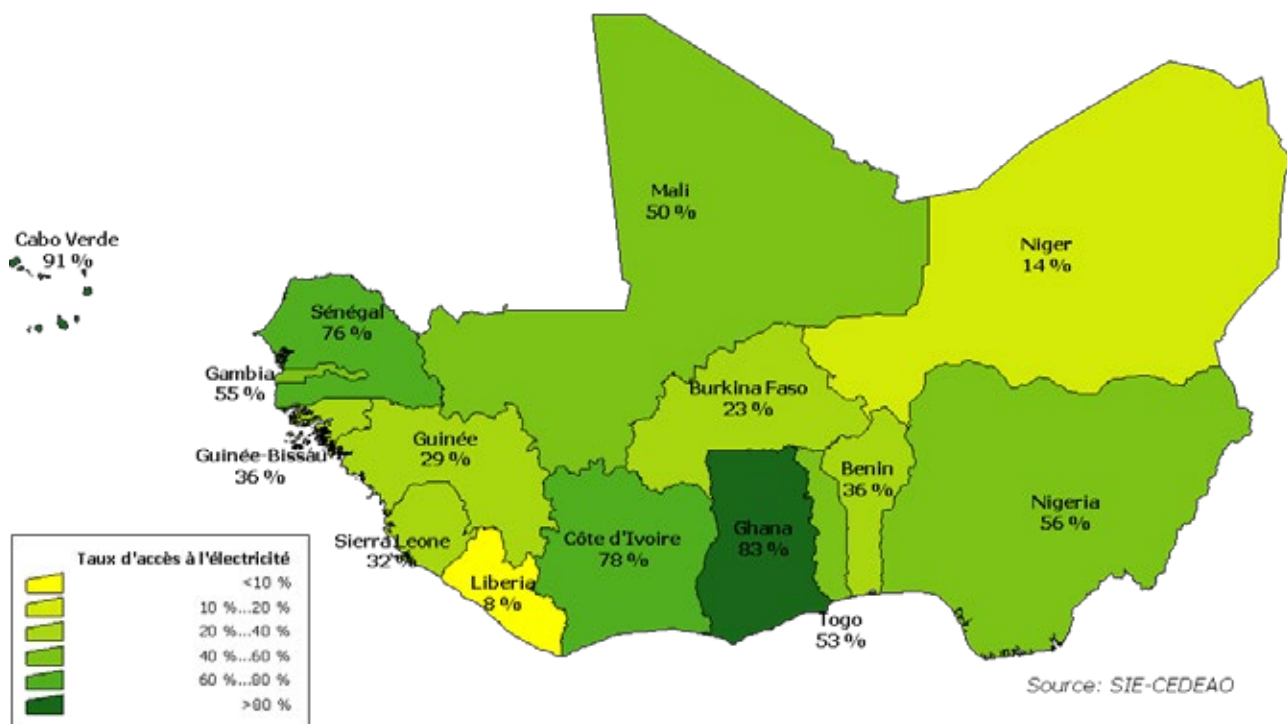 Mali
50 %
Niger
14 %
Cabo Verde
91 %
Sénégal
76 %
Gambia
55 %
Burkina Faso
23 %
Guinée
29 %
Guinée-Bissau
36 %
Benin
36 %
Nigeria
56 %
Sierra Leone
32 %
Côte d'Ivoire
78 %
Ghana
83 %
Liberia
8 %
Togo
53 %
Taux d'accès à l'électricité
<10 %
10 %...20 %
20 %...40 %
40 %...60 %
60 %...80 %
>80 %
Source: SIE-CEDEAO